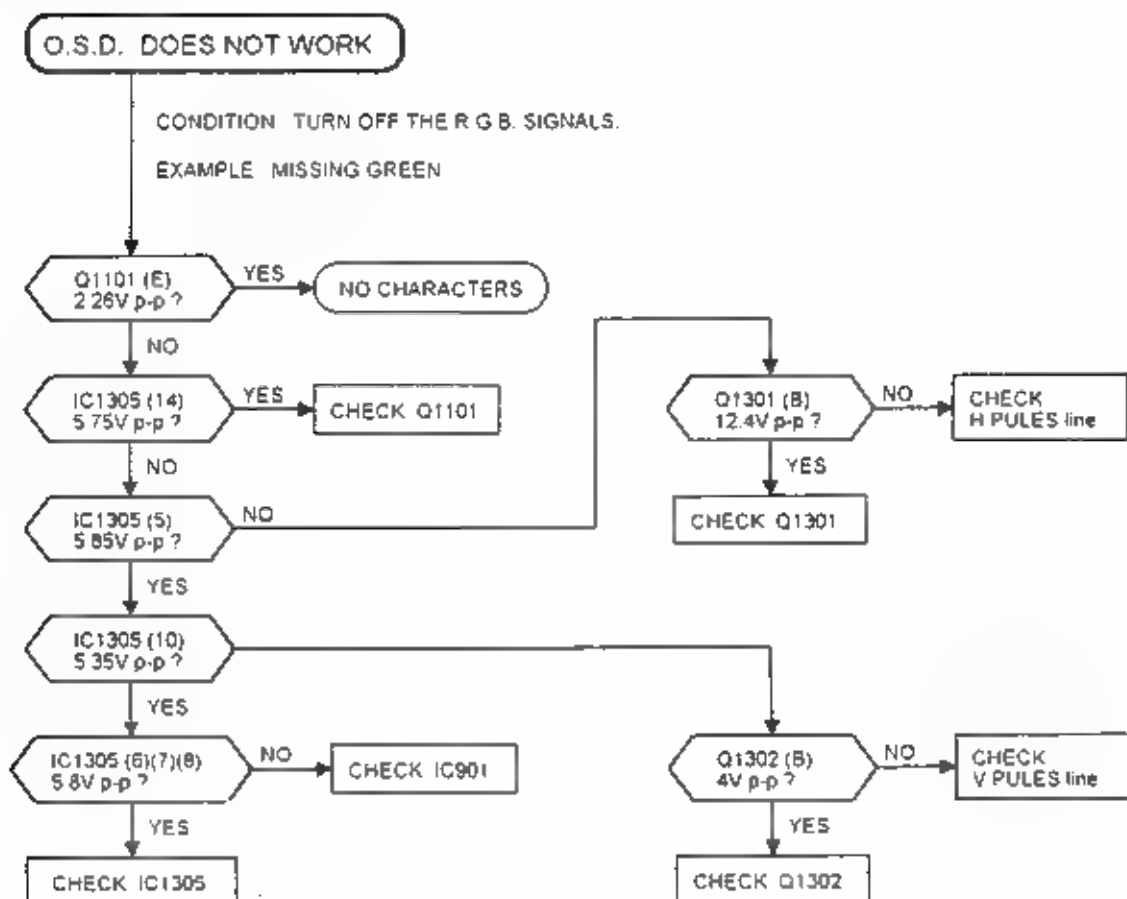 O.S.D. DOES NOT WORK
CONDITION TURN OFF THE R G B. SIGNALS.
EXAMPLE MISSING GREEN
Q1101 (E)
2 26V p-p ?
YES
NO CHARACTERS
NO
IC1305 (14)
5 75V p-p ?
YES
CHECK Q1101
Q1301 (B)
12.4V p-p ?
NO
CHECK
H PULES line
NO
YES
IC1305 (5)
5 85V p-p ?
NO
CHECK Q1301
YES
IC1305 (10)
5 35V p-p ?
YES
IC1305 (6)(7)(8)
5 8V p-p ?
NO
CHECK IC901
Q1302 (B)
4V p-p ?
NO
CHECK
V PULES line
YES
YES
CHECK IC1305
CHECK Q1302